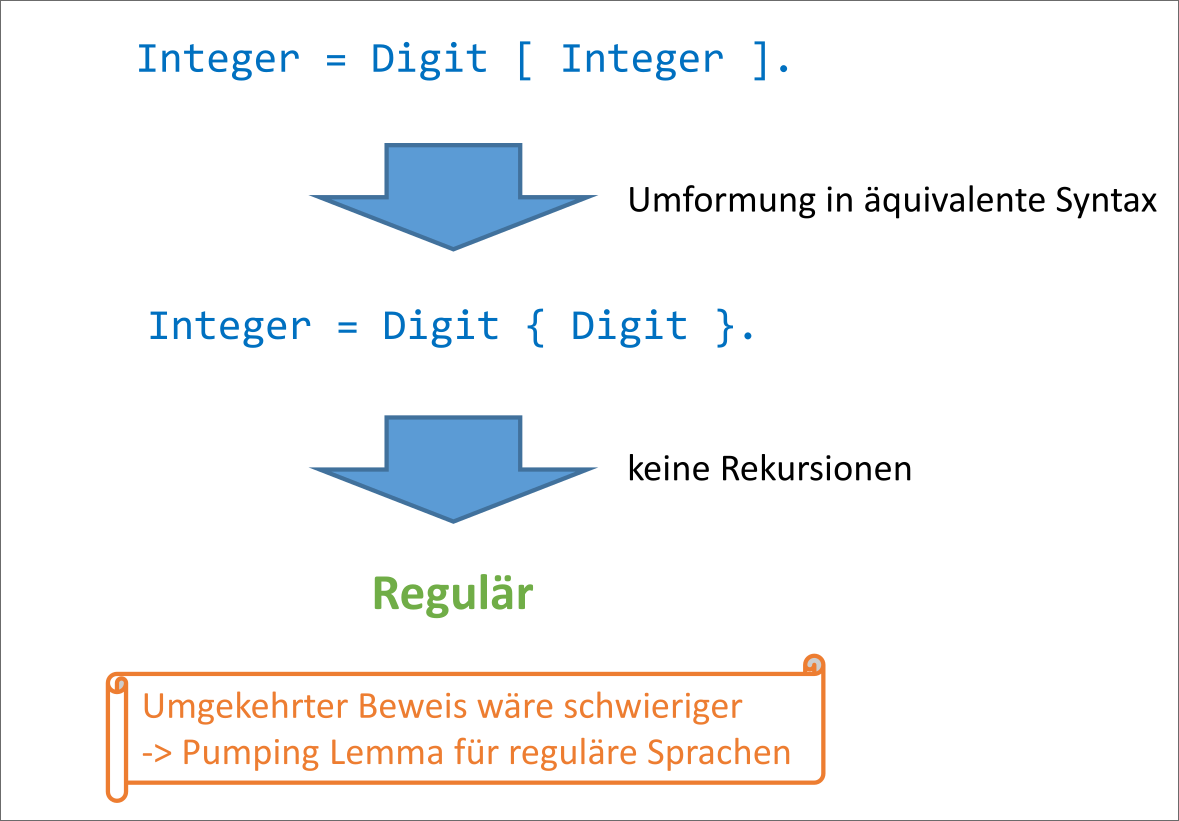 Integer = Digit [ Integer ].
Umformung in äquivalente Syntax
Integer = Digit { Digit }.
keine Rekursionen
Regulär
Umgekehrter Beweis wäre schwieriger
-> Pumping Lemma für reguläre Sprachen